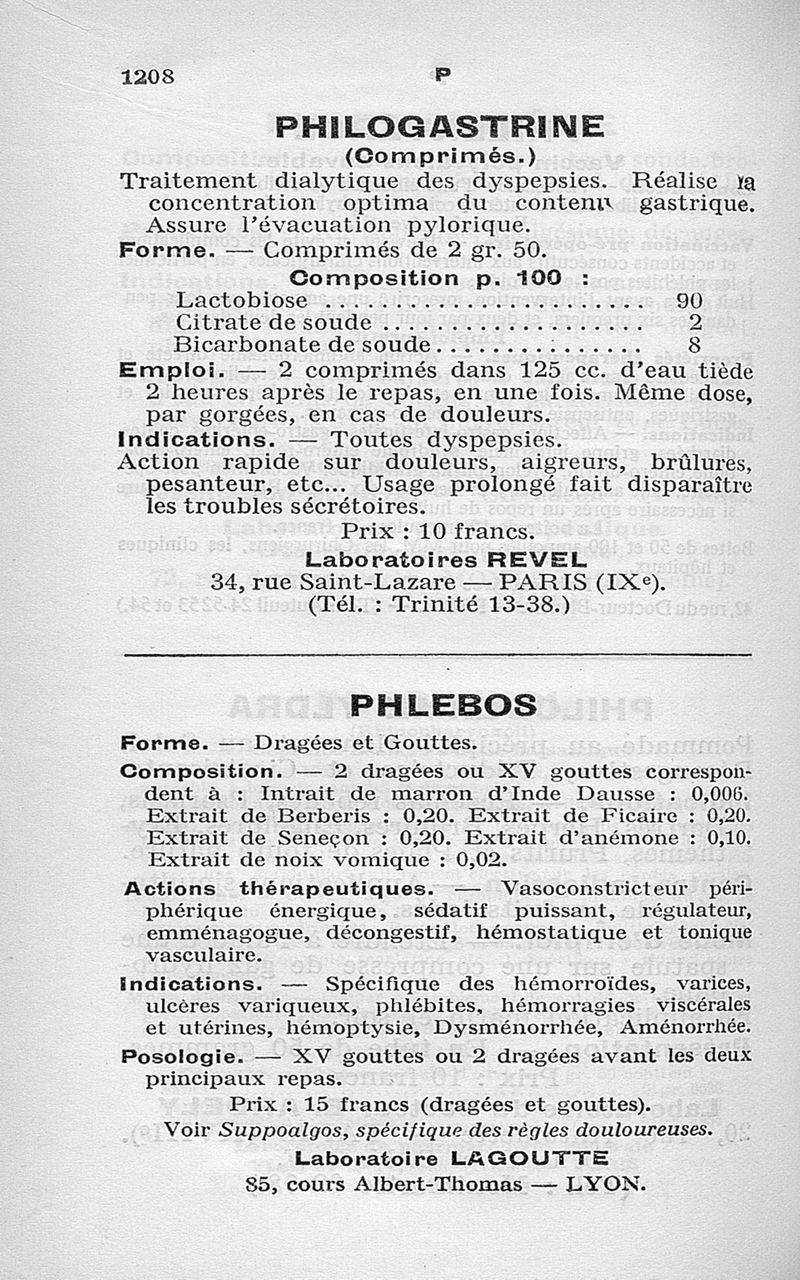 1208 P
PHILOGASTRINE
(Comprimés.)
Traitement dialytique des dyspepsies. Réalise la
concentration optima du contenu gastrique.
Assure l'évacuation pylorique.
Forme. — Comprimés de 2 gr. 50.
Composition p. 100 :
Lactobiose ...................... 90
Citrate de soude ................... 2
Bicarbonate de soude ............... 8
Emploi. — 2 comprimés dans 125 cc. d'eau tiède
2 heures après le repas, en une fois. Même dose,
par gorgées, en cas de douleurs.
Indications. — Toutes dyspepsies.
Action rapide sur douleurs, aigreurs, brûlures,
pesanteur, etc... Usage prolongé fait disparaître
les troubles sécrétoires.
Prix : 10 francs.
Laboratoires REVEL
34, rue Saint-Lazare — PARIS (IXe).
(Tél. : Trinité 13-38.)
PHLEBOS
Forme. — Dragées et Gouttes.
Composition. — 2 dragées ou XV gouttes correspon-
dent à : Intrait de marron d'Inde Dausse : 0,006.
Extrait de Berberis : 0,20. Extrait de Ficaire : 0,20.
Extrait de Seneçon : 0,20. Extrait d'anémone : 0,10.
Extrait de noix vomique : 0,02.
Actions thérapeutiques. — Vasoconstricteur péri-
phérique énergique, sédatif puissant, régulateur,
emménagogue, décongestif, hémostatique et tonique
vasculaire.
Indications. — Spécifique des hémorroïdes, varices,
ulcères variqueux, phlébites, hémorragies viscérales
et utérines, hémoptysie, Dysménorrhée, Aménorrhée.
Posologie. — XV gouttes ou 2 dragées avant les deux
principaux repas.
Prix : 15 francs (dragées et gouttes).
Voir Suppoalgos, spécifique des règles douloureuses.
Laboratoire LAGOUTTE
85, cours Albert-Thomas — LYON.